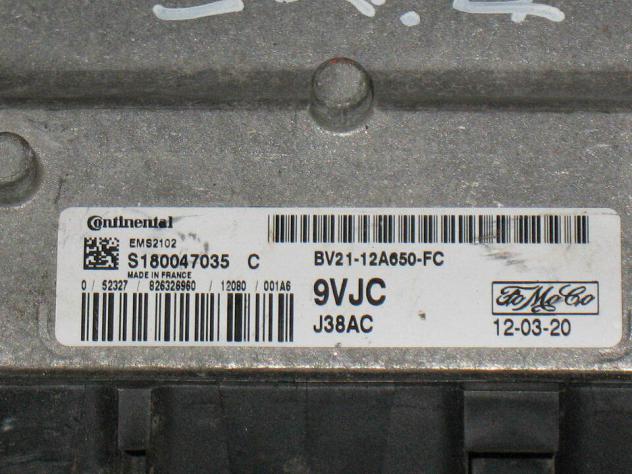 Continental
EMS2102
S180047035 C
MADE IN FRANCE
0 / 52327 / 826326960 / 12080 / 001A6
BV21-12A650-FC
9VJC
J38AC
FoMoCo
12-03-20